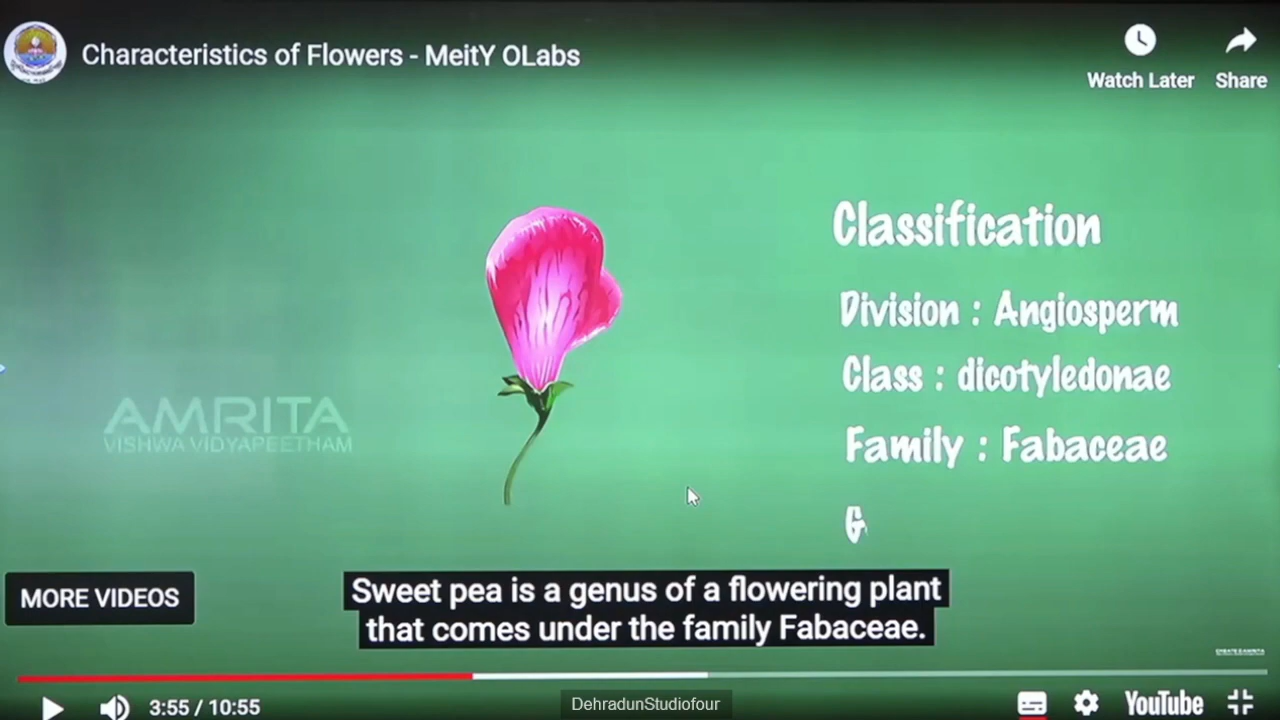 Characteristics of Flowers - MeitY OLabs
Watch Later
Share
Classification
Division : Angiosperm
Class : dicotyledonae
Family : Fabaceae
G
AMRITA
VISHWA VIDYAPEETHAM
MORE VIDEOS
Sweet pea is a genus of a flowering plant
that comes under the family Fabaceae.
3:55 / 10:55
DehradunStudiofour
YouTube